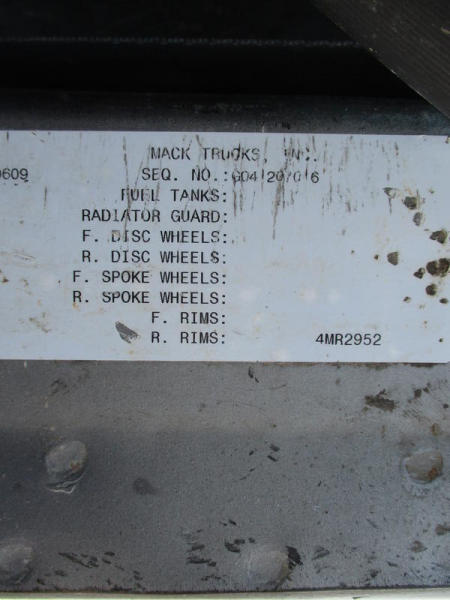 MACK TRUCKS, INC.
0609 SEQ. NO.:
FUEL TANKS:
RADIATOR GUARD:
F. DISC WHEELS:
R. DISC WHEELS:
F. SPOKE WHEELS:
R. SPOKE WHEELS:
F. RIMS:
R. RIMS: 4MR2952